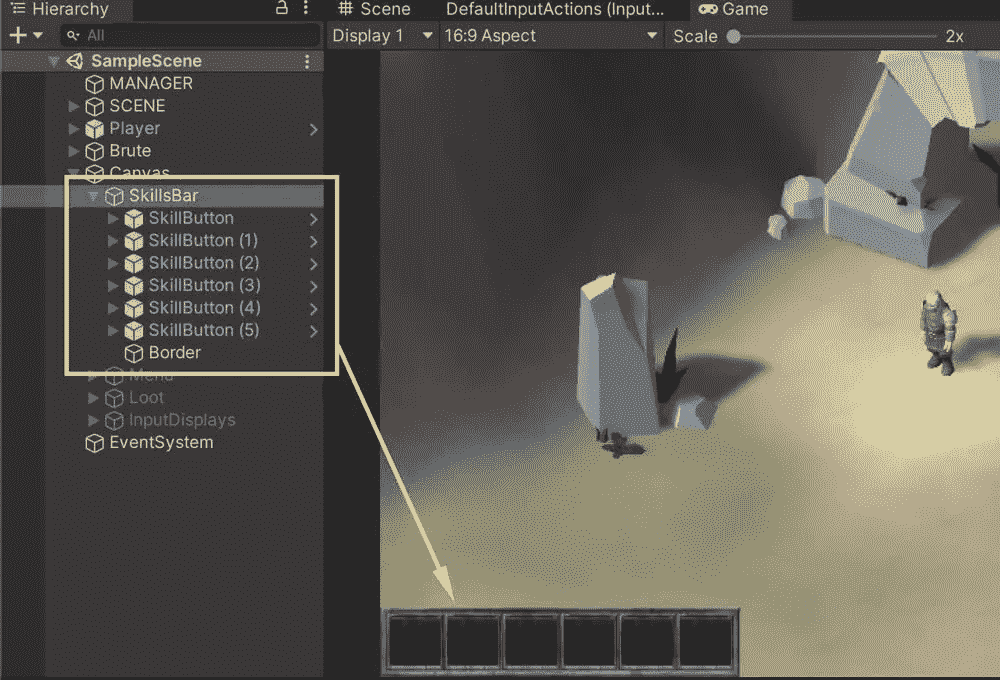 Hierarchy
All
SampleScene
MANAGER
SCENE
Player
Brute
Canvas
SkillsBar
SkillButton
SkillButton (1)
SkillButton (2)
SkillButton (3)
SkillButton (4)
SkillButton (5)
Border
Menu
Loot
InputDisplays
EventSystem
Scene DefaultInputActions (Input... Game
Display 1 16:9 Aspect Scale 2x